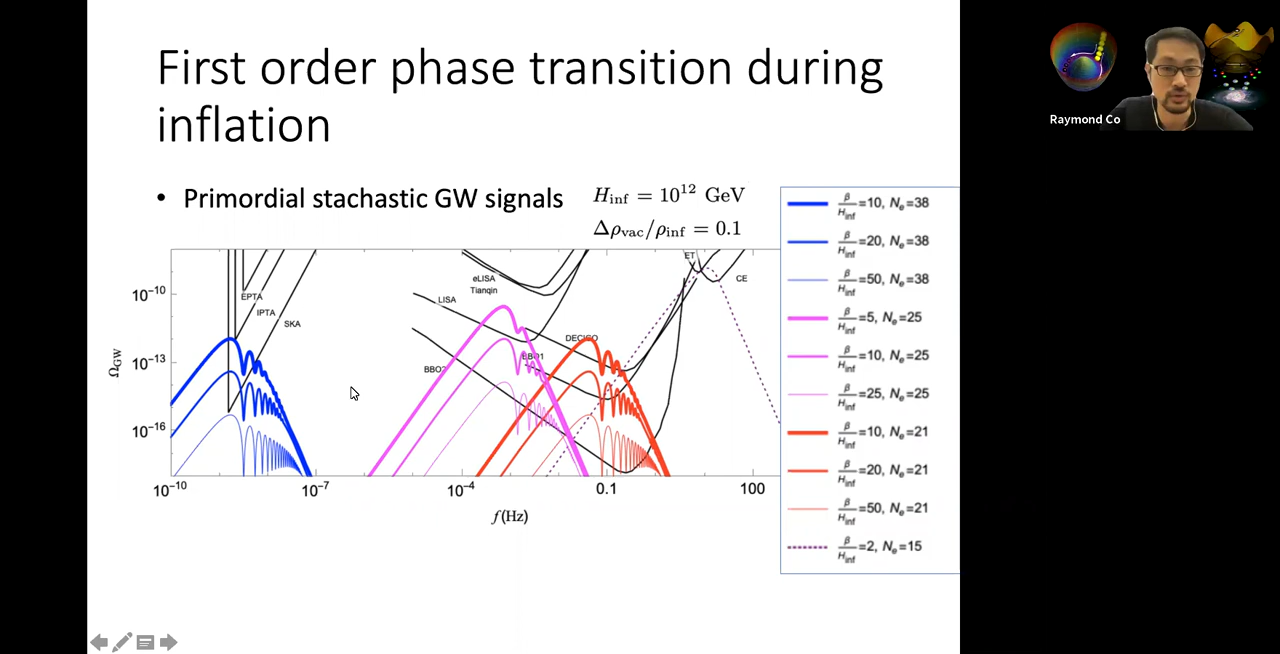 First order phase transition during
inflation
• Primordial stachastic GW signals
H_inf = 10^12 GeV
Δρ_vac/ρ_inf = 0.1
Raymond Co
β/H_inf=10, N_e=38
β/H_inf=20, N_e=38
β/H_inf=50, N_e=38
β/H_inf=5, N_e=25
β/H_inf=10, N_e=25
β/H_inf=25, N_e=25
β/H_inf=10, N_e=21
β/H_inf=20, N_e=21
β/H_inf=50, N_e=21
β/H_inf=2, N_e=15
Ω_GW
10^-10
10^-13
10^-16
EPTA
IPTA
SKA
eLISA
Tianqin
LISA
DECIGO
BBO1
BBO2
ET
CE
10^-10
10^-7
10^-4
0.1
100
f(Hz)